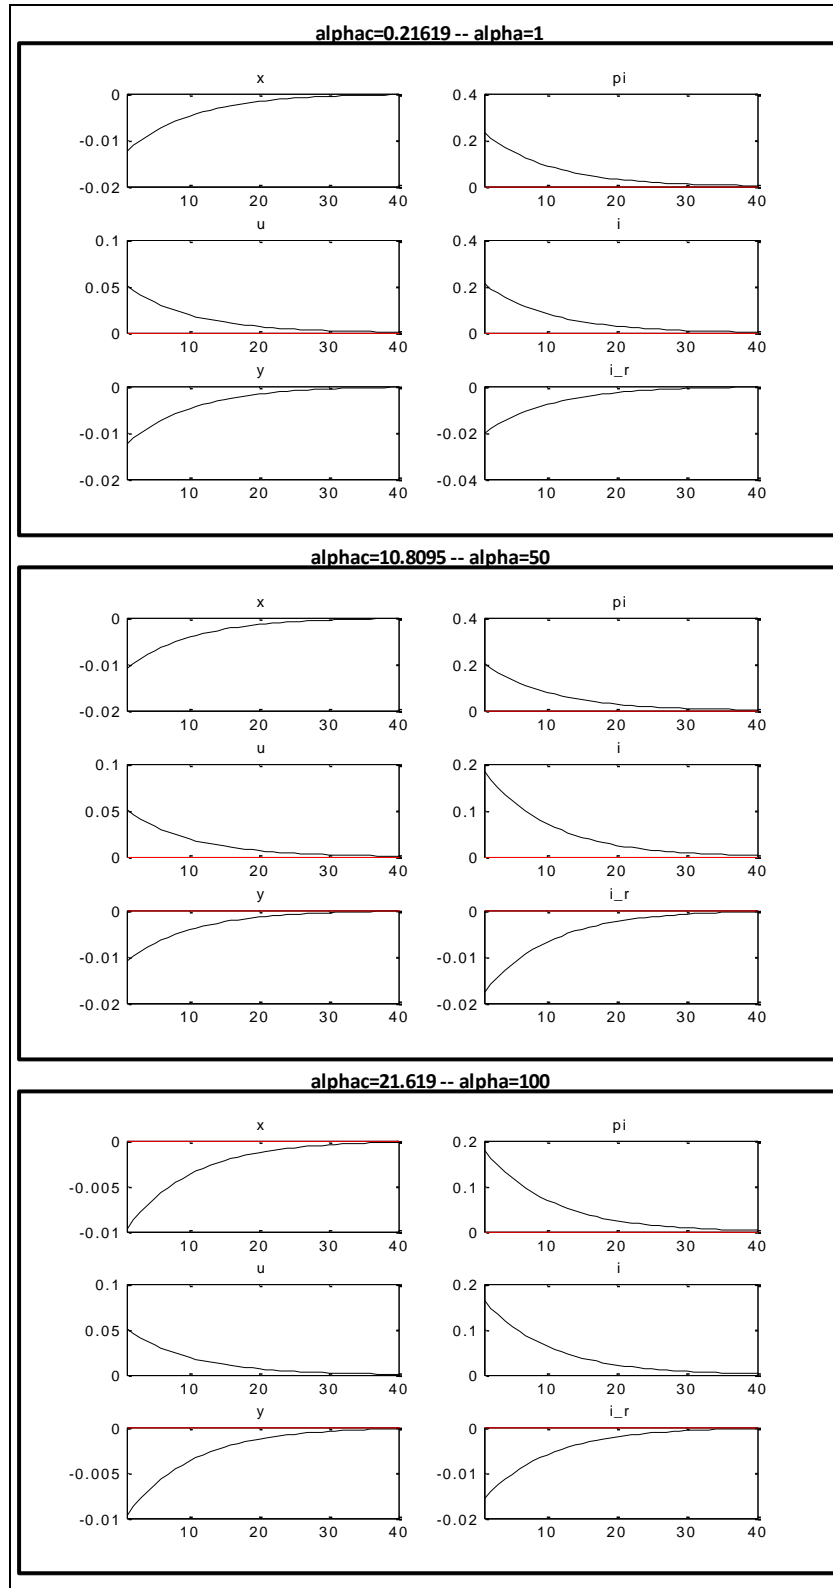 alphac=0.21619 -- alpha=1
x pi
0 0.4
-0.01 0.2
-0.02 0
10 20 30 40 10 20 30 40
u i
0.1 0.4
0.05 0.2
0 0
10 20 30 40 10 20 30 40
y i_r
0 0
-0.01 -0.02
-0.02 -0.04
10 20 30 40 10 20 30 40
alphac=10.8095 -- alpha=50
x pi
0 0.4
-0.01 0.2
-0.02 0
10 20 30 40 10 20 30 40
u i
0.1 0.2
0.05 0.1
0 0
10 20 30 40 10 20 30 40
y i_r
0 0
-0.01 -0.01
-0.02 -0.02
10 20 30 40 10 20 30 40
alphac=21.619 -- alpha=100
x pi
0 0.2
-0.005 0.1
-0.01 0
10 20 30 40 10 20 30 40
u i
0.1 0.2
0.05 0.1
0 0
10 20 30 40 10 20 30 40
y i_r
0 0
-0.005 -0.01
-0.01 -0.02
10 20 30 40 10 20 30 40